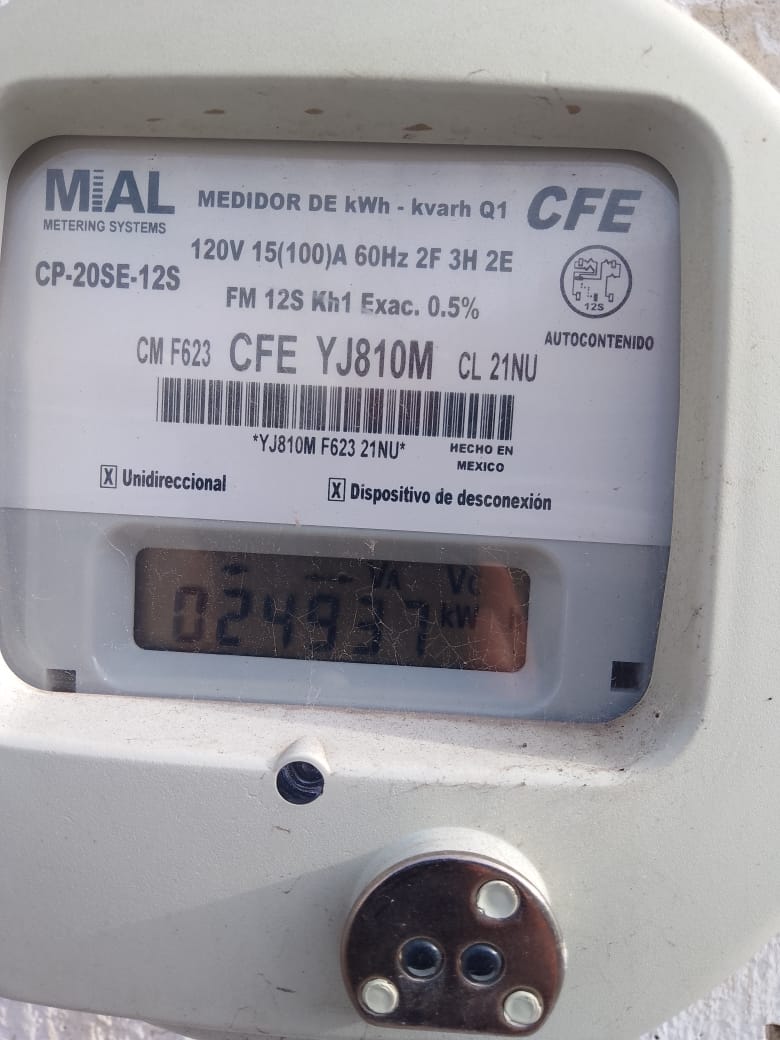 MIAL
METERING SYSTEMS
MEDIDOR DE kWh - kvarh Q1
CFE
120V 15(100)A 60Hz 2F 3H 2E
CP-20SE-12S
FM 12S Kh1 Exac. 0.5%
12S
AUTOCONTENIDO
CM F623 CFE YJ810M CL 21NU
*YJ810M F623 21NU*
HECHO EN
MEXICO
X Unidireccional
X Dispositivo de desconexión
VA
024937 kW